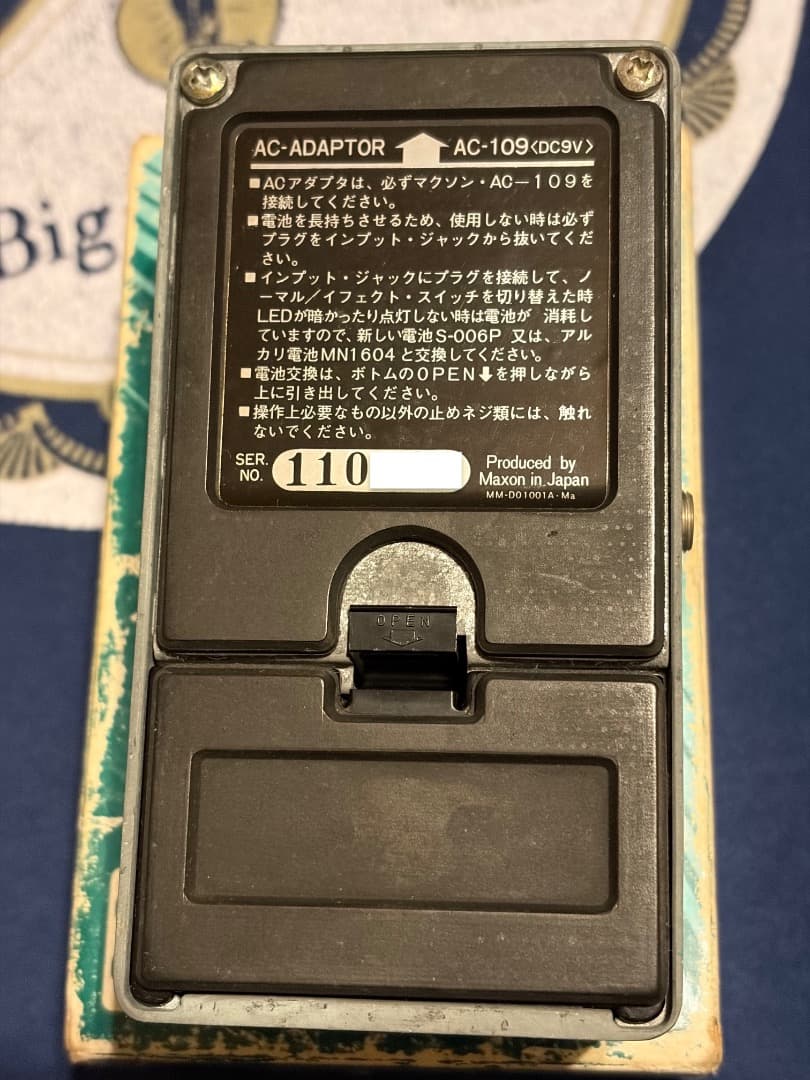 Big
AC-ADAPTOR AC-109<DC9V>
■ACアダプタは、必ずマクソン・AC－109を
接続してください。
■電池を長持ちさせるため、使用しない時は必ず
プラグをインプット・ジャックから抜いてくだ
さい。
■インプット・ジャックにプラグを接続して、ノ
ーマル／イフェクト・スイッチを切り替えた時
LEDが暗かったり点灯しない時は電池が 消耗し
ていますので、新しい電池S-006P 又は、アル
カリ電池MN1604と交換してください。
■電池交換は、ボトムのOPEN⬇を押しながら
上に引き出してください。
■操作上必要なもの以外の止めネジ類には、触れ
ないでください。
SER.
NO. 110
Produced by
Maxon in Japan
MM-D01001A・Ma
OPEN